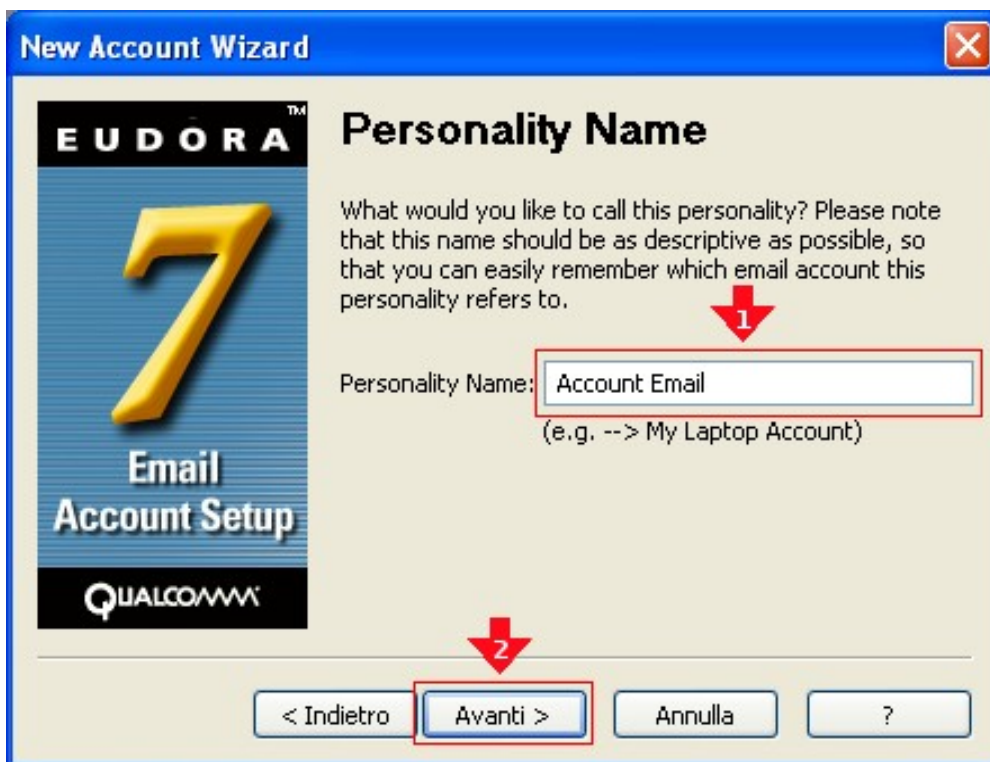 New Account Wizard
EUDORA™
7
Email
Account Setup
QUALCOMM
Personality Name
What would you like to call this personality? Please note
that this name should be as descriptive as possible, so
that you can easily remember which email account this
personality refers to.
1
Personality Name: Account Email
(e.g. --> My Laptop Account)
2
< Indietro Avanti > Annulla ?